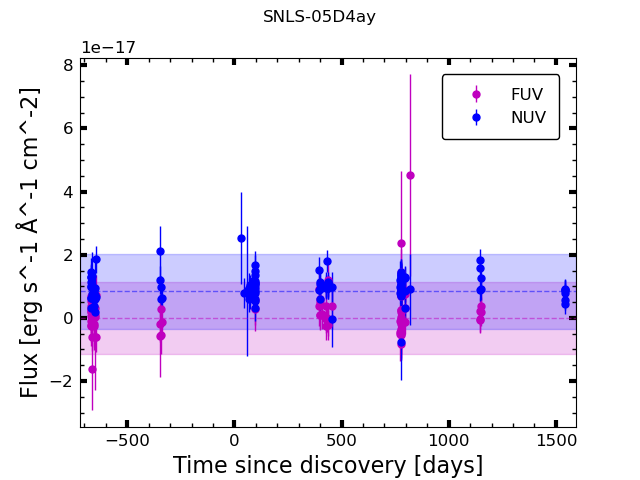 SNLS-05D4ay
1e−17
Flux [erg s^-1 Å^-1 cm^-2]
8
6
4
2
0
−2
FUV
NUV
−500
0
500
1000
1500
Time since discovery [days]